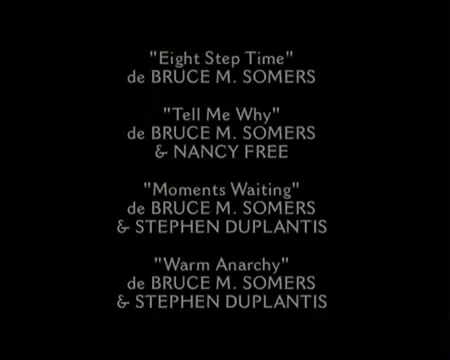 "Eight Step Time"
de BRUCE M. SOMERS
"Tell Me Why"
de BRUCE M. SOMERS
& NANCY FREE
"Moments Waiting"
de BRUCE M. SOMERS
& STEPHEN DUPLANTIS
"Warm Anarchy"
de BRUCE M. SOMERS
& STEPHEN DUPLANTIS